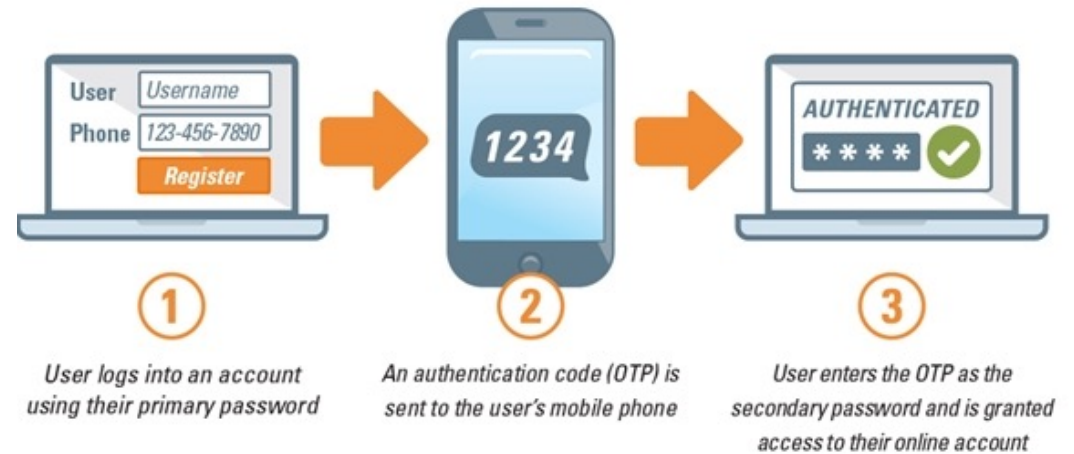 User Username
Phone 123-456-7890
Register
1234
AUTHENTICATED
****
1
User logs into an account
using their primary password
2
An authentication code (OTP) is
sent to the user's mobile phone
3
User enters the OTP as the
secondary password and is granted
access to their online account